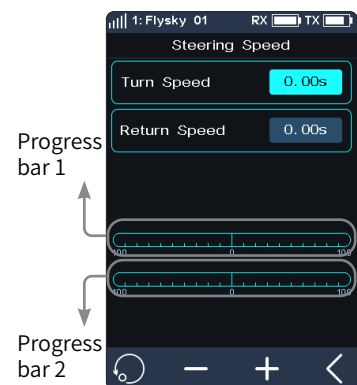 1: Flysky 01 RX TX
Steering Speed
Turn Speed 0.00s
Return Speed 0.00s
Progress
bar 1
100 0 100
100 0 100
Progress
bar 2